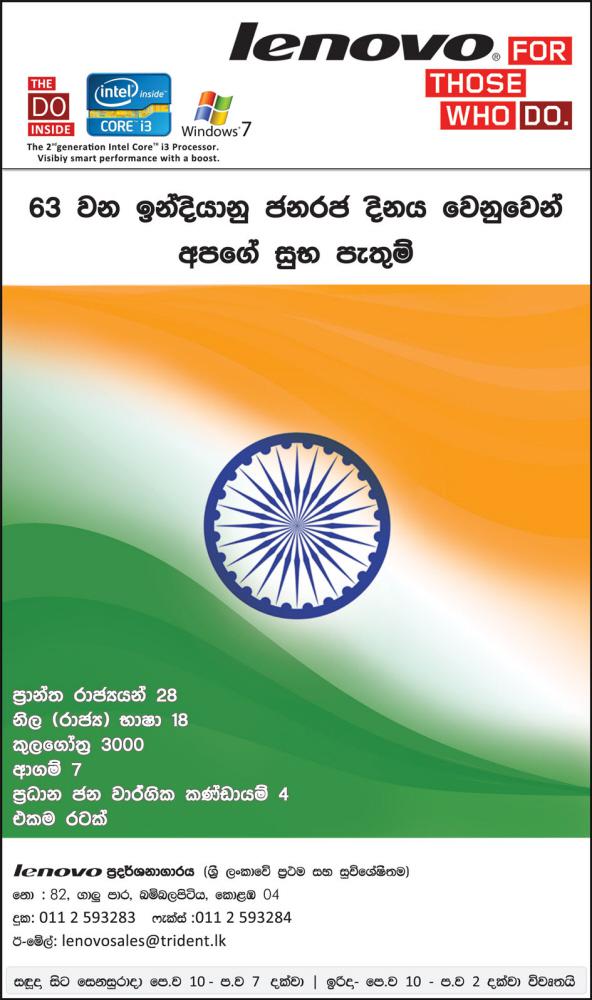 lenovo® FOR
THOSE
WHO DO.
THE
DO
INSIDE
intel inside™
CORE™ i3
Windows® 7
The 2nd generation Intel Core™ i3 Processor.
Visibiy smart performance with a boost.
63 වන ඉන්දියානු ජනරජ දිනය වෙනුවෙන්
අපගේ සුභ පැතුම්
ප්‍රාන්ත රාජ්‍යයන් 28
නිල (රාජ්‍ය) භාෂා 18
කුලගෝත්‍ර 3000
ආගම් 7
ප්‍රධාන ජන වාර්ගික කණ්ඩායම් 4
එකම රටක්
lenovo ප්‍රදර්ශනාගාරය (ශ්‍රී ලංකාවේ ප්‍රථම සහ සුවිශේෂිතම)
නො : 82, ගාලු පාර, බම්බලපිටිය, කොළඹ 04
දුක: 011 2 593283 ෆැක්ස් :011 2 593284
ඊ-මේල්: lenovosales@trident.lk
සඳුදා සිට සෙනසුරාදා පෙ.ව 10 - ප.ව 7 දක්වා | ඉරිදා- පෙ.ව 10 - ප.ව 2 දක්වා විවෘතයි